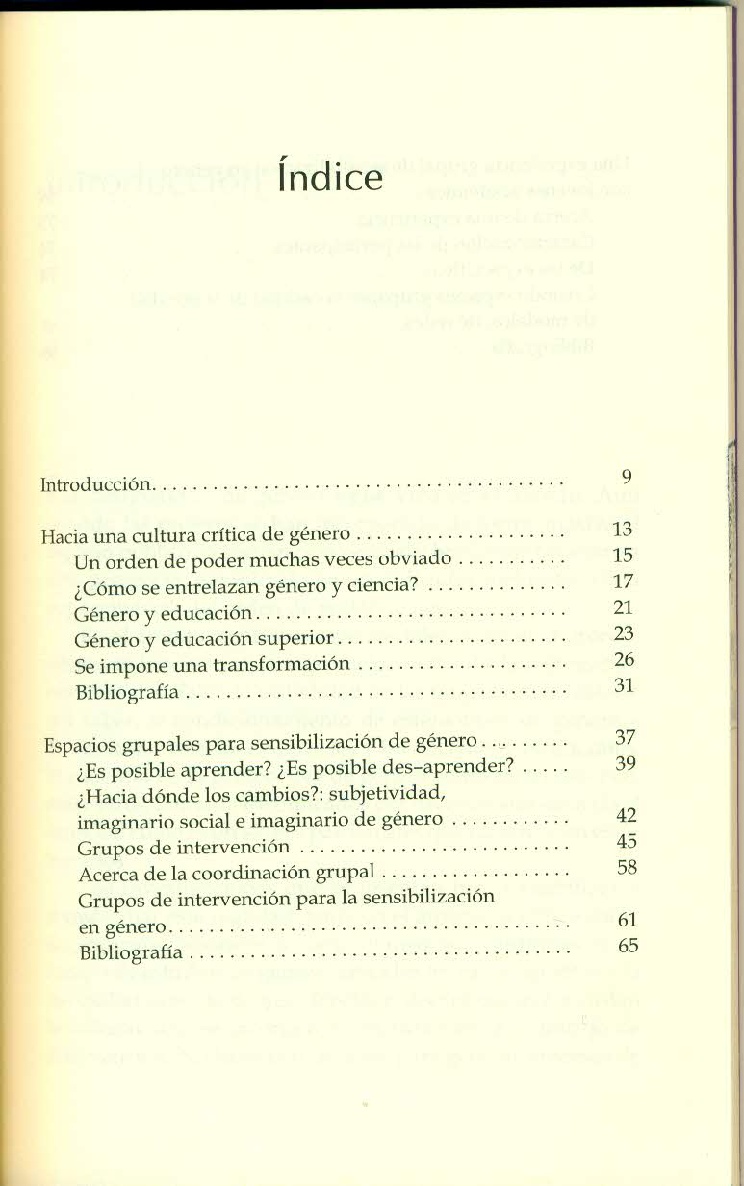 Índice
Introducción. . . . . . . . . . . . . . . . . . . . . . . . . . . . . . . . . . . . . . . . . 9
Hacia una cultura crítica de género . . . . . . . . . . . . . . . . . . . . . 13
Un orden de poder muchas veces obviado . . . . . . . . . . . 15
¿Cómo se entrelazan género y ciencia? . . . . . . . . . . . . . . 17
Género y educación . . . . . . . . . . . . . . . . . . . . . . . . . . . . . . . 21
Género y educación superior . . . . . . . . . . . . . . . . . . . . . . . 23
Se impone una transformación . . . . . . . . . . . . . . . . . . . . . 26
Bibliografía . . . . . . . . . . . . . . . . . . . . . . . . . . . . . . . . . . . . . . 31
Espacios grupales para sensibilización de género . . . . . . . . . 37
¿Es posible aprender? ¿Es posible des–aprender? . . . . . 39
¿Hacia dónde los cambios?: subjetividad,
imaginario social e imaginario de género . . . . . . . . . . . . 42
Grupos de intervención . . . . . . . . . . . . . . . . . . . . . . . . . . . 45
Acerca de la coordinación grupal . . . . . . . . . . . . . . . . . . . 58
Grupos de intervención para la sensibilización
en género. . . . . . . . . . . . . . . . . . . . . . . . . . . . . . . . . . . . . . . . 61
Bibliografía . . . . . . . . . . . . . . . . . . . . . . . . . . . . . . . . . . . . . . 65